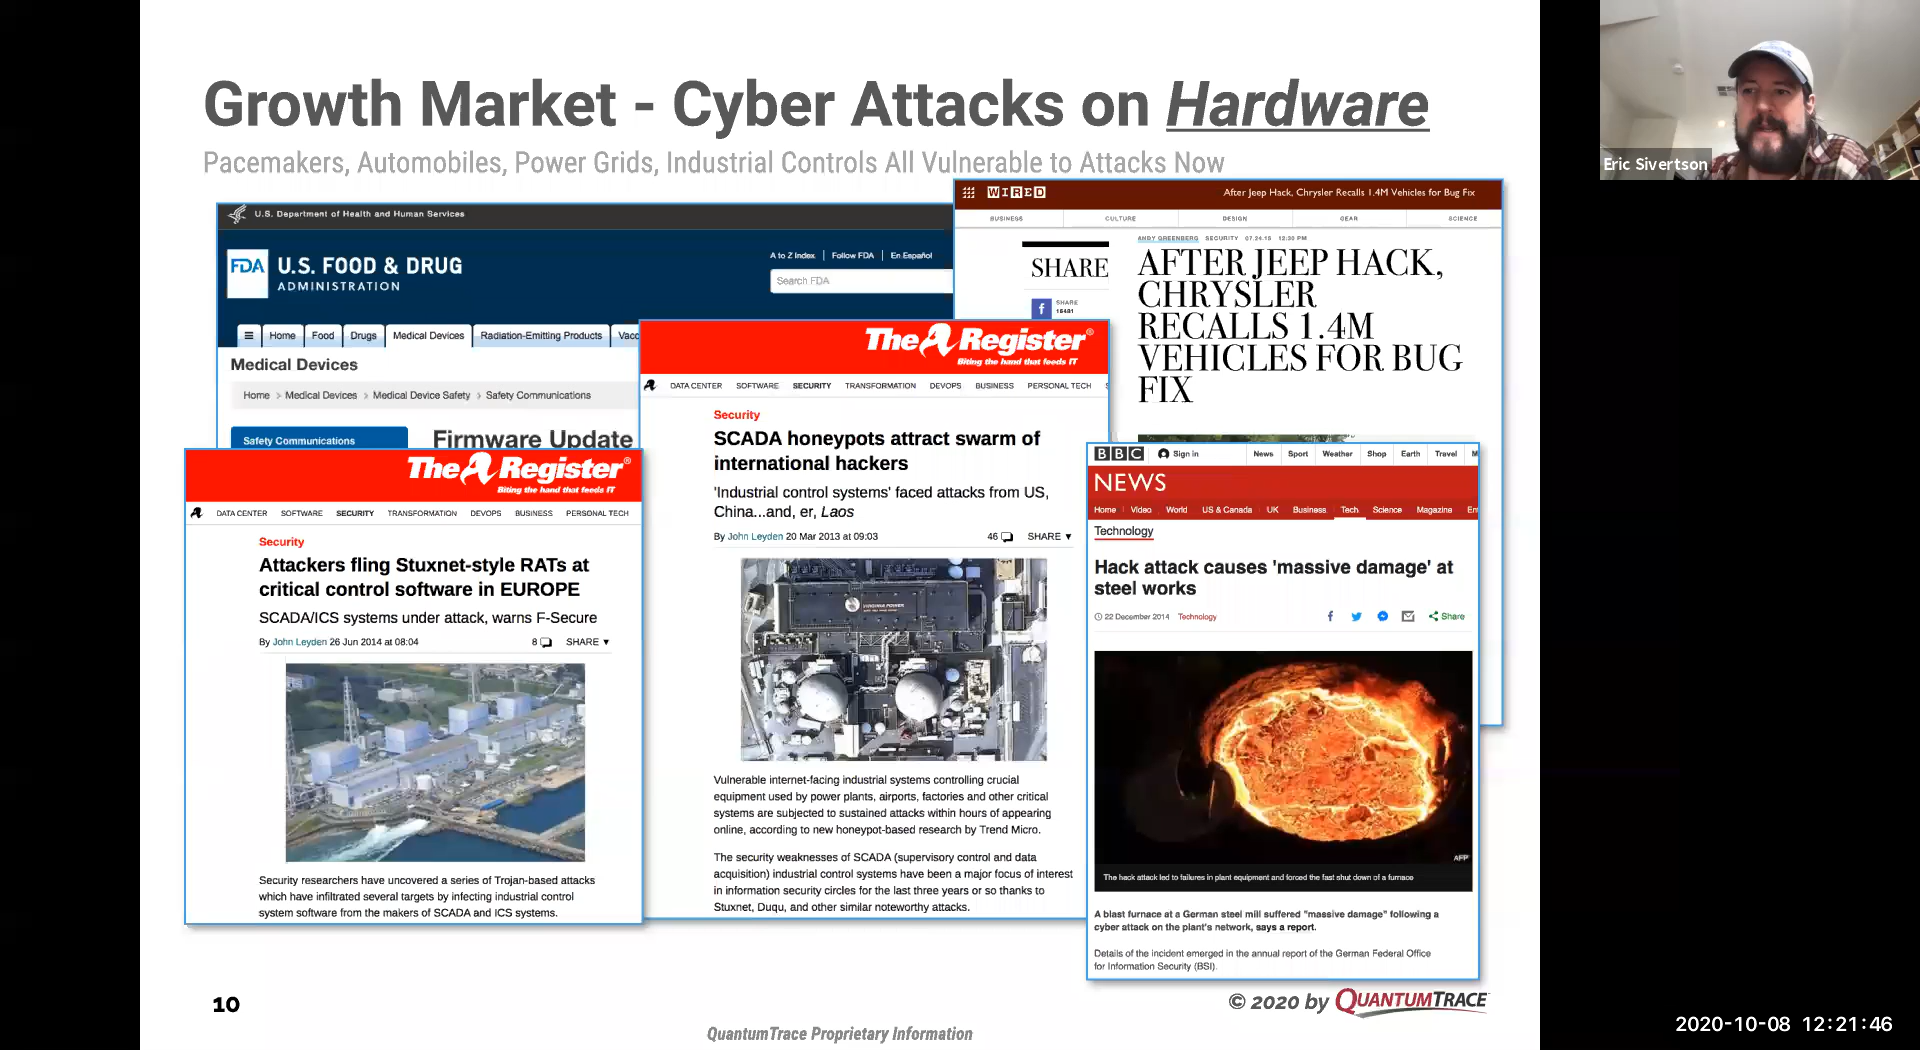 Growth Market - Cyber Attacks on Hardware
Pacemakers, Automobiles, Power Grids, Industrial Controls All Vulnerable to Attacks Now
Eric Sivertson
U.S. Department of Health and Human Services
FDA
U.S. FOOD & DRUG
ADMINISTRATION
A to Z Index
Follow FDA
En Español
Search FDA
Home
Food
Drugs
Medical Devices
Radiation-Emitting Products
Vacc
Medical Devices
Home > Medical Devices > Medical Device Safety > Safety Communications
Safety Communications
Firmware Update
WIRED
After Jeep Hack, Chrysler Recalls 1.4M Vehicles for Bug Fix
BUSINESS
CULTURE
DESIGN
GEAR
SCIENCE
ANDY GREENBERG SECURITY 07.24.15 12:30 PM
SHARE
AFTER JEEP HACK,
CHRYSLER
RECALLS 1.4M
VEHICLES FOR BUG
FIX
f
SHARE
The Register®
Biting the hand that feeds IT
DATA CENTER SOFTWARE SECURITY TRANSFORMATION DEVOPS BUSINESS PERSONAL TECH S
Security
SCADA honeypots attract swarm of
international hackers
'Industrial control systems' faced attacks from US,
China...and, er, Laos
By John Leyden 20 Mar 2013 at 09:03
46
SHARE ▼
VIRGINIA POWER
Vulnerable internet-facing industrial systems controlling crucial
equipment used by power plants, airports, factories and other critical
systems are subjected to sustained attacks within hours of appearing
online, according to new honeypot-based research by Trend Micro.
The security weaknesses of SCADA (supervisory control and data
acquisition) industrial control systems have been a major focus of interest
in information security circles for the last three years or so thanks to
Stuxnet, Duqu, and other similar noteworthy attacks.
The Register®
Biting the hand that feeds IT
DATA CENTER SOFTWARE SECURITY TRANSFORMATION DEVOPS BUSINESS PERSONAL TECH
Security
Attackers fling Stuxnet-style RATs at
critical control software in EUROPE
SCADA/ICS systems under attack, warns F-Secure
By John Leyden 26 Jun 2014 at 08:04
8
SHARE ▼
Security researchers have uncovered a series of Trojan-based attacks
which have infiltrated several targets by infecting industrial control
system software from the makers of SCADA and ICS systems.
BBC
Sign in
News Sport Weather Shop Earth Travel M
NEWS
Home Video World US & Canada UK Business Tech Science Magazine En
Technology
Hack attack causes 'massive damage' at
steel works
22 December 2014 Technology
Share
AFP
The hack attack led to failures in plant equipment and forced the fast shut down of a furnace
A blast furnace at a German steel mill suffered "massive damage" following a
cyber attack on the plant's network, says a report.
Details of the incident emerged in the annual report of the German Federal Office
for Information Security (BSI).
10
© 2020 by QUANTUMTRACE
QuantumTrace Proprietary Information
2020-10-08 12:21:46